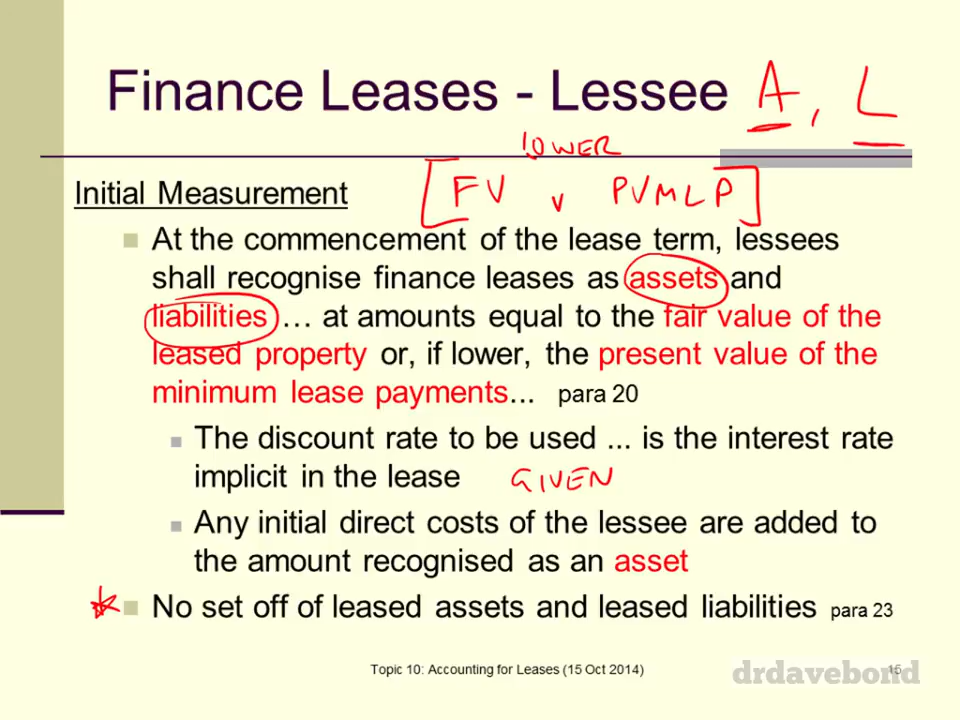 Finance Leases - Lessee A, L
LOWER
Initial Measurement [FV v PVMLP]
At the commencement of the lease term, lessees
shall recognise finance leases as assets and
liabilities ... at amounts equal to the fair value of the
leased property or, if lower, the present value of the
minimum lease payments... para 20
The discount rate to be used ... is the interest rate
implicit in the lease GIVEN
Any initial direct costs of the lessee are added to
the amount recognised as an asset
No set off of leased assets and leased liabilities para 23
Topic 10: Accounting for Leases (15 Oct 2014) 15
drdavebond